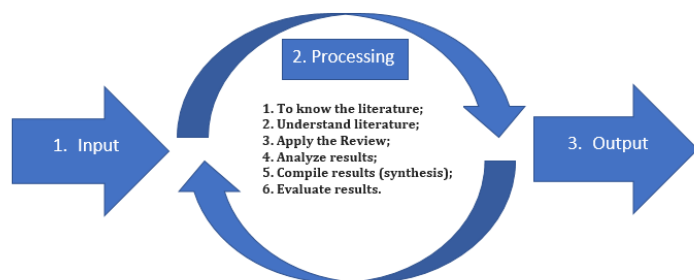 2. Processing
1. Input
1. To know the literature;
2. Understand literature;
3. Apply the Review;
4. Analyze results;
5. Compile results (synthesis);
6. Evaluate results.
3. Output